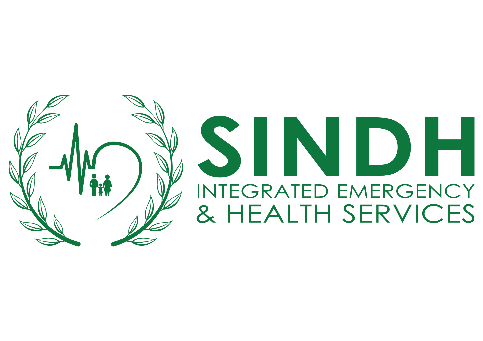 SINDH
INTEGRATED EMERGENCY
& HEALTH SERVICES